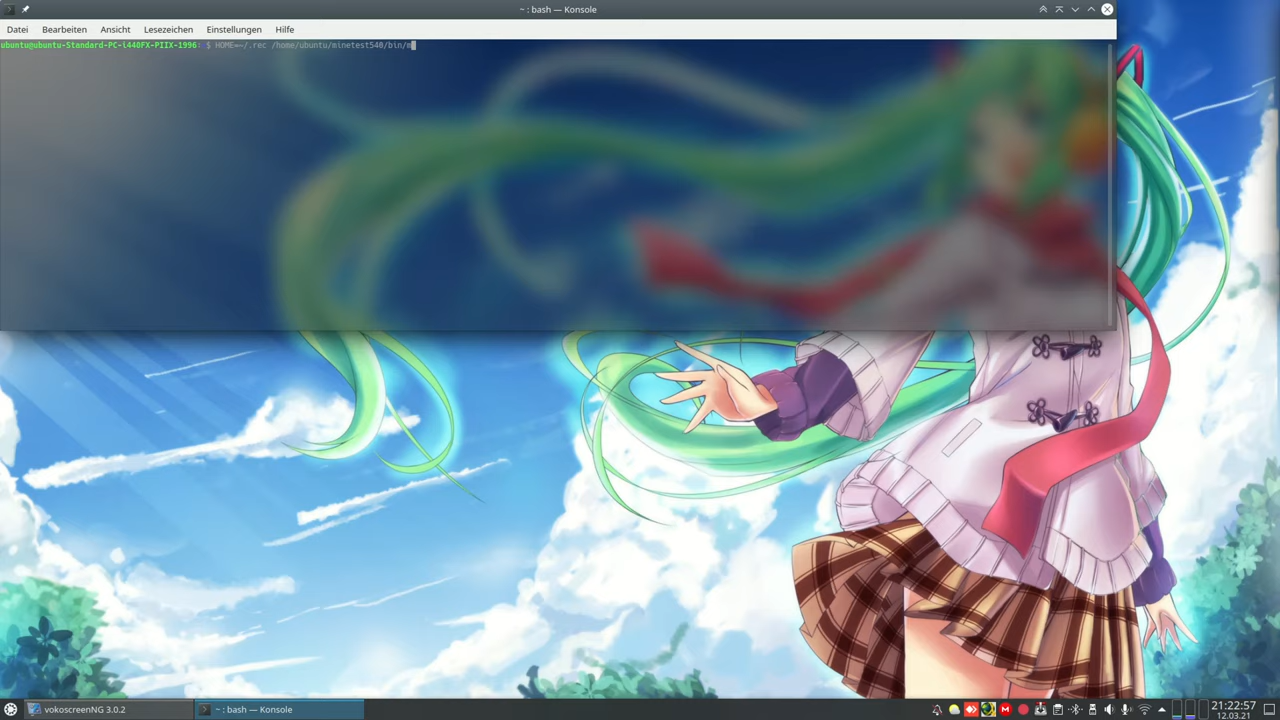 ~ : bash — Konsole
Datei Bearbeiten Ansicht Lesezeichen Einstellungen Hilfe
ubuntu@ubuntu-Standard-PC-i440FX-PIIX-1996: $ HOME=~/.rec /home/ubuntu/minetest540/bin/m
vokoscreenNG 3.0.2
~ : bash — Konsole
21:22:57
12.03.21